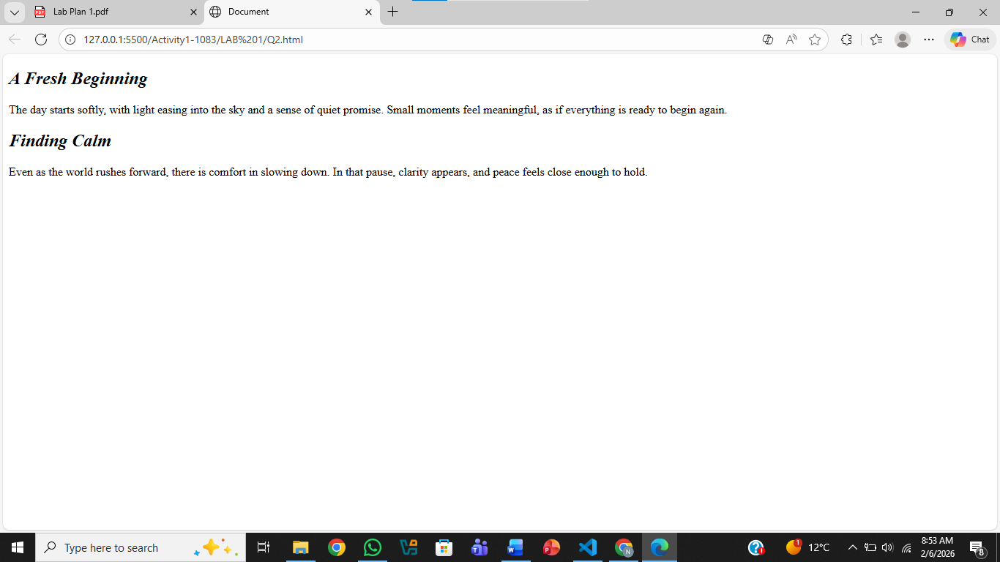 Lab Plan 1.pdf
Document
127.0.0.1:5500/Activity1-1083/LAB%201/Q2.html
Chat
A Fresh Beginning
The day starts softly, with light easing into the sky and a sense of quiet promise. Small moments feel meaningful, as if everything is ready to begin again.
Finding Calm
Even as the world rushes forward, there is comfort in slowing down. In that pause, clarity appears, and peace feels close enough to hold.
Type here to search
12°C
8:53 AM
2/6/2026
8